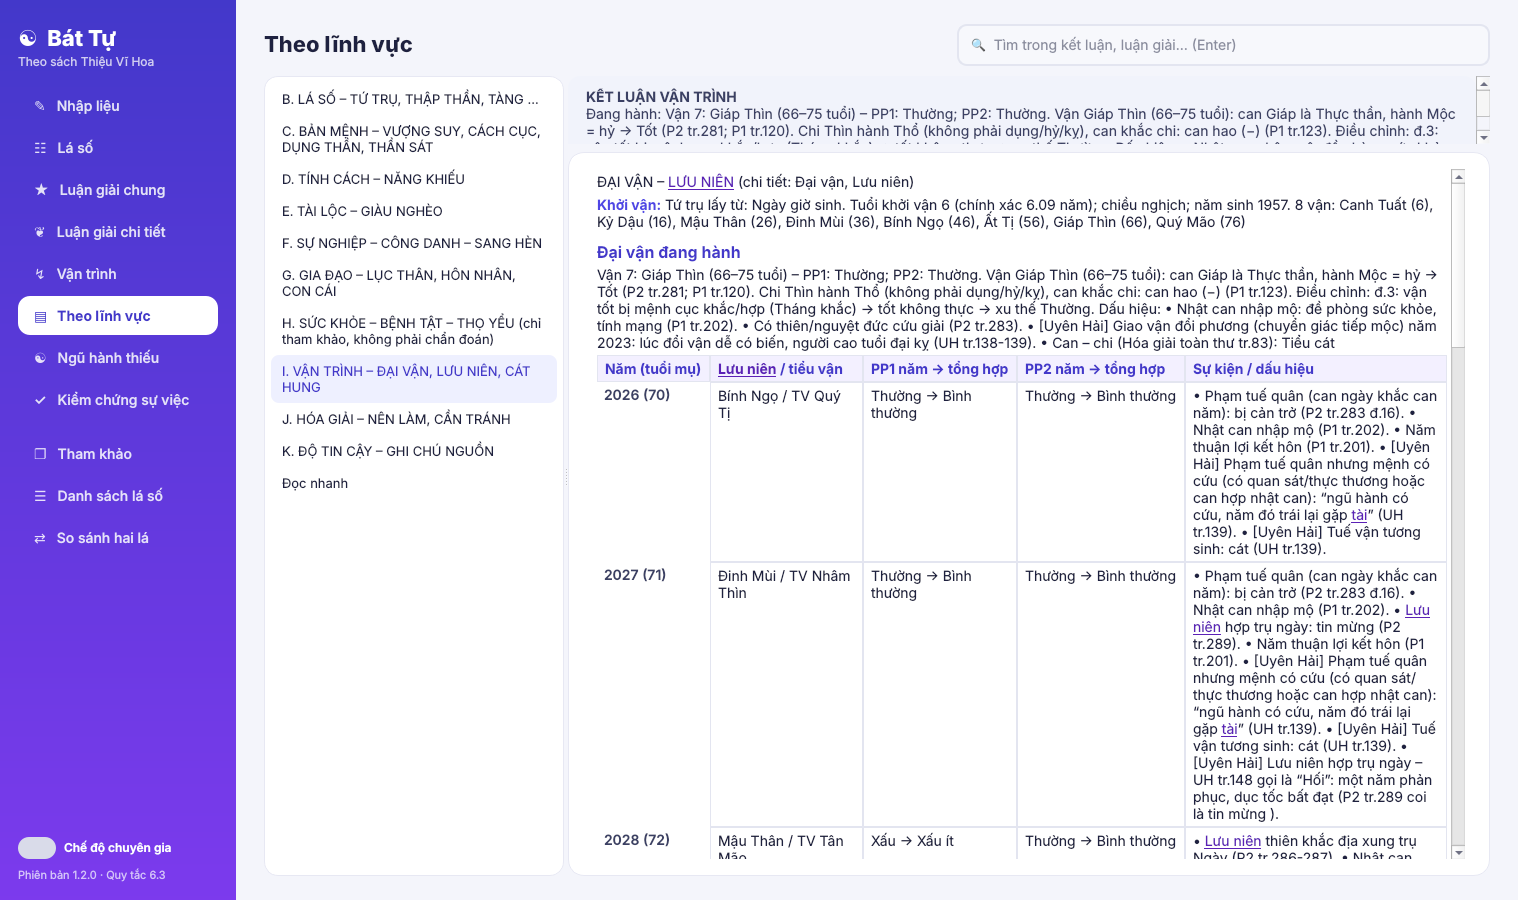 ☯ Bát Tự
Theo sách Thiệu Vĩ Hoa
Nhập liệu
Lá số
Luận giải chung
Luận giải chi tiết
Vận trình
Theo lĩnh vực
Ngũ hành thiếu
Kiểm chứng sự việc
Tham khảo
Danh sách lá số
So sánh hai lá
Chế độ chuyên gia
Phiên bản 1.2.0 · Quy tắc 6.3
Theo lĩnh vực
Tìm trong kết luận, luận giải... (Enter)
B. LÁ SỐ – TỨ TRỤ, THẬP THẦN, TÀNG ...
C. BẢN MỆNH – VƯỢNG SUY, CÁCH CỤC,
DỤNG THẦN, THẦN SÁT
D. TÍNH CÁCH – NĂNG KHIẾU
E. TÀI LỘC – GIÀU NGHÈO
F. SỰ NGHIỆP – CÔNG DANH – SANG HÈN
G. GIA ĐẠO – LỤC THÂN, HÔN NHÂN,
CON CÁI
H. SỨC KHỎE – BỆNH TẬT – THỌ YỂU (chỉ
tham khảo, không phải chẩn đoán)
I. VẬN TRÌNH – ĐẠI VẬN, LƯU NIÊN, CÁT
HUNG
J. HÓA GIẢI – NÊN LÀM, CẦN TRÁNH
K. ĐỘ TIN CẬY – GHI CHÚ NGUỒN
Đọc nhanh
KẾT LUẬN VẬN TRÌNH
Đang hành: Vận 7: Giáp Thìn (66–75 tuổi) – PP1: Thường; PP2: Thường. Vận Giáp Thìn (66–75 tuổi): can Giáp là Thực thần, hành Mộc
= hỷ → Tốt (P2 tr.281; P1 tr.120). Chi Thìn hành Thổ (không phải dụng/hỷ/kỵ), can khắc chi: can hao (−) (P1 tr.123). Điều chỉnh: đ.3:
ĐẠI VẬN – LƯU NIÊN (chi tiết: Đại vận, Lưu niên)
Khởi vận: Tứ trụ lấy từ: Ngày giờ sinh. Tuổi khởi vận 6 (chính xác 6.09 năm); chiều nghịch; năm sinh 1957. 8 vận: Canh Tuất (6),
Kỷ Dậu (16), Mậu Thân (26), Đinh Mùi (36), Bính Ngọ (46), Ất Tị (56), Giáp Thìn (66), Quý Mão (76)
Đại vận đang hành
Vận 7: Giáp Thìn (66–75 tuổi) – PP1: Thường; PP2: Thường. Vận Giáp Thìn (66–75 tuổi): can Giáp là Thực thần, hành Mộc = hỷ →
Tốt (P2 tr.281; P1 tr.120). Chi Thìn hành Thổ (không phải dụng/hỷ/kỵ), can khắc chi: can hao (−) (P1 tr.123). Điều chỉnh: đ.3: vận
tốt bị mệnh cục khắc/hợp (Tháng khắc) → tốt không thực → xu thế Thường. Dấu hiệu: • Nhật can nhập mộ: đề phòng sức khỏe,
tính mạng (P1 tr.202). • Có thiên/nguyệt đức cứu giải (P2 tr.283). • [Uyên Hải] Giao vận đổi phương (chuyển giác tiếp mộc) năm
2023: lúc đổi vận dễ có biến, người cao tuổi đại kỵ (UH tr.138-139). • Can – chi (Hóa giải toàn thư tr.83): Tiểu cát
Năm (tuổi mụ) Lưu niên / tiểu vận PP1 năm → tổng hợp PP2 năm → tổng hợp Sự kiện / dấu hiệu
2026 (70)
Bính Ngọ / TV Quý
Tị
Thường → Bình
thường
Thường → Bình thường
• Phạm tuế quân (can ngày khắc can
năm): bị cản trở (P2 tr.283 đ.16). •
Nhật can nhập mộ (P1 tr.202). • Năm
thuận lợi kết hôn (P1 tr.201). • [Uyên
Hải] Phạm tuế quân nhưng mệnh có
cứu (có quan sát/thực thương hoặc
can hợp nhật can): “ngũ hành có
cứu, năm đó trái lại gặp tài” (UH
tr.139). • [Uyên Hải] Tuế vận tương
sinh: cát (UH tr.139).
2027 (71)
Đinh Mùi / TV Nhâm
Thìn
Thường → Bình
thường
Thường → Bình thường
• Phạm tuế quân (can ngày khắc can
năm): bị cản trở (P2 tr.283 đ.16). •
Nhật can nhập mộ (P1 tr.202). • Lưu
niên hợp trụ ngày: tin mừng (P2
tr.289). • Năm thuận lợi kết hôn (P1
tr.201). • [Uyên Hải] Phạm tuế quân
nhưng mệnh có cứu (có quan sát/
thực thương hoặc can hợp nhật can):
“ngũ hành có cứu, năm đó trái lại
gặp tài” (UH tr.139). • [Uyên Hải] Tuế
vận tương sinh: cát (UH tr.139). •
[Uyên Hải] Lưu niên hợp trụ ngày –
UH tr.148 gọi là “Hối”: một năm phản
phục, dục tốc bất đạt (P2 tr.289 coi
là tin mừng ).
2028 (72)
Mậu Thân / TV Tân
Mão
Xấu → Xấu ít
Thường → Bình thường
• Lưu niên thiên khắc địa xung trụ
Ngày (P2 tr.286-287). • Nhật can